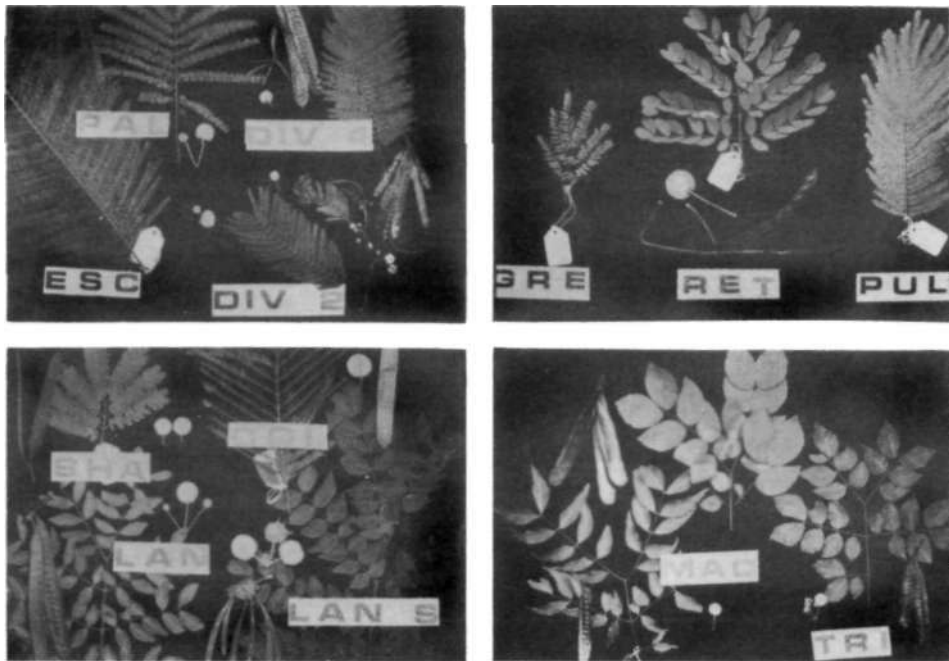 PAL
DIV 4
ESC
DIV 2
GRE
RET
PUL
SHA
LAN
LAN S
MAC
TRI